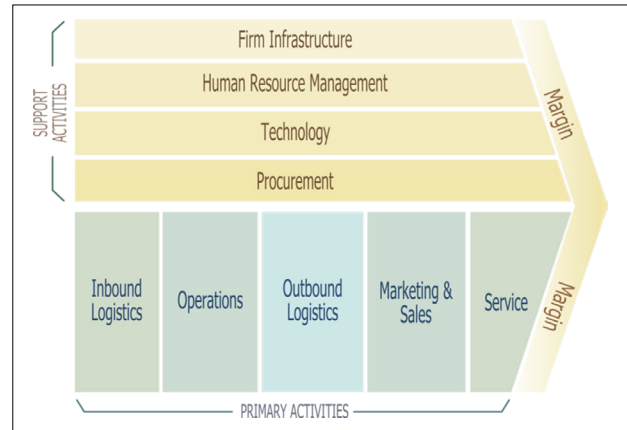 Firm Infrastructure
Human Resource Management
Technology
Procurement
SUPPORT
ACTIVITIES
Margin
Inbound
Logistics
Operations
Outbound
Logistics
Marketing &
Sales
Service
Margin
PRIMARY ACTIVITIES